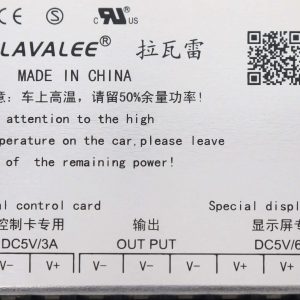 LAVALEE® 拉瓦雷
MADE IN CHINA
意：车上高温，请留50%余量功率！
attention to the high
perature on the car,please leave
of the remaining power!
al control card Special displa
控制卡专用 输出 显示屏专
DC5V/3A OUT PUT DC5V/6
V- V+ V- V- V- V+ V+ V+